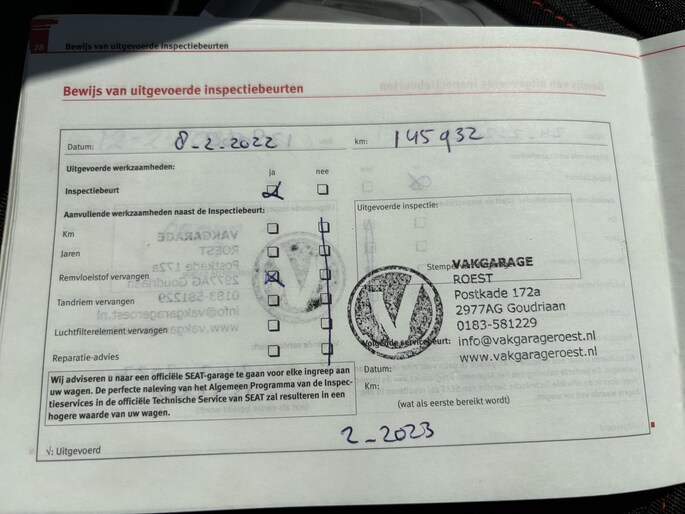 28 Bewijs van uitgevoerde inspectiebeurten
Bewijs van uitgevoerde inspectiebeurten
Datum: 8-2-2022 km: 145932
Uitgevoerde werkzaamheden: ja nee
Inspectiebeurt
Aanvullende werkzaamheden naast de Inspectiebeurt:
Uitgevoerde inspectie:
Km
Jaren
Remvloeistof vervangen
Tandriem vervangen
Luchtfilterelement vervangen
Reparatie-advies
VAKGARAGE
ROEST
Postkade 172a
2977AG Goudriaan
0183-581229
info@vakgarageroest.nl
www.vakgarageroest.nl
Volgende servicebeurt:
Datum:
Km:
(wat als eerste bereikt wordt)
2-2023
Wij adviseren u naar een officiële SEAT-garage te gaan voor elke ingreep aan
uw wagen. De perfecte naleving van het Algemeen Programma van de Inspec-
tieservices in de officiële Technische Service van SEAT zal resulteren in een
hogere waarde van uw wagen.
√: Uitgevoerd